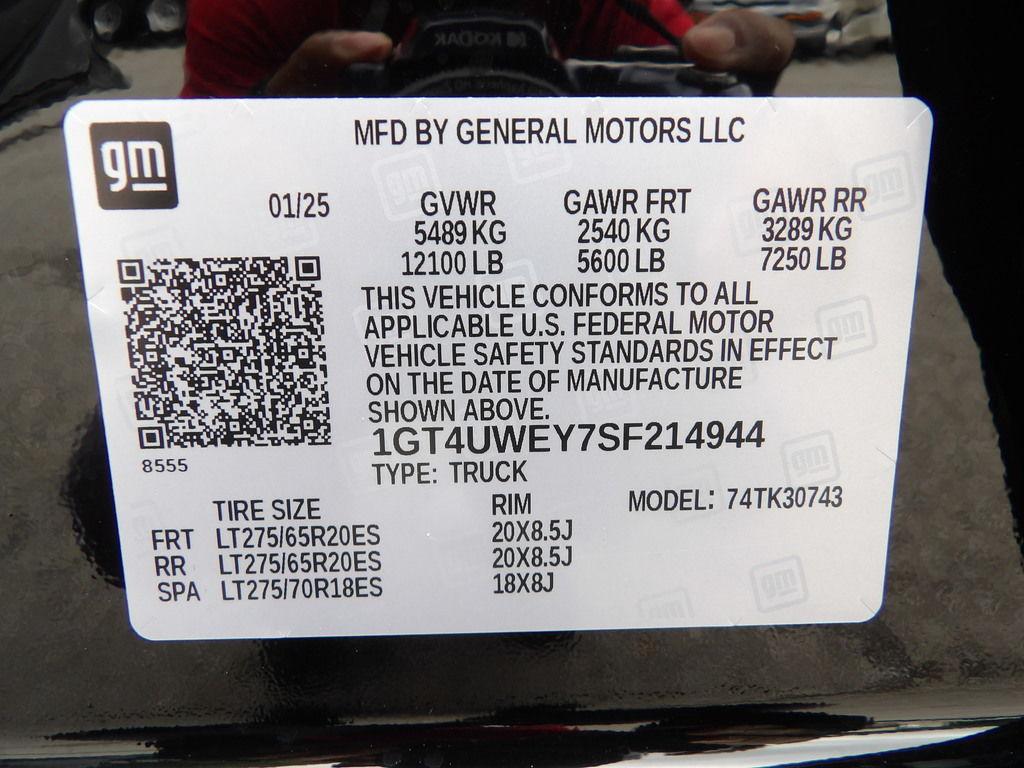 KODAK
gm
MFD BY GENERAL MOTORS LLC
01/25
GVWR GAWR FRT GAWR RR
5489 KG 2540 KG 3289 KG
12100 LB 5600 LB 7250 LB
THIS VEHICLE CONFORMS TO ALL
APPLICABLE U.S. FEDERAL MOTOR
VEHICLE SAFETY STANDARDS IN EFFECT
ON THE DATE OF MANUFACTURE
SHOWN ABOVE.
1GT4UWEY7SF214944
8555
TYPE: TRUCK
TIRE SIZE RIM MODEL: 74TK30743
FRT LT275/65R20ES 20X8.5J
RR LT275/65R20ES 20X8.5J
SPA LT275/70R18ES 18X8J